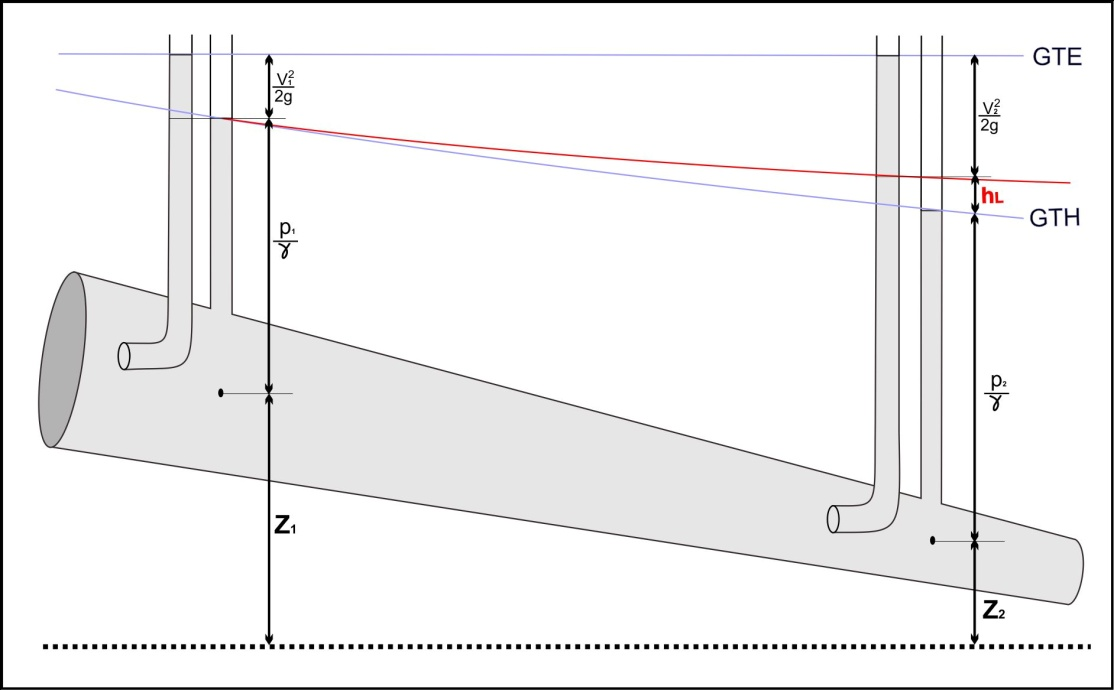 GTE
V₁²
2g
V₂²
2g
hL
GTH
p₁
γ
p₂
γ
Z₁
Z₂